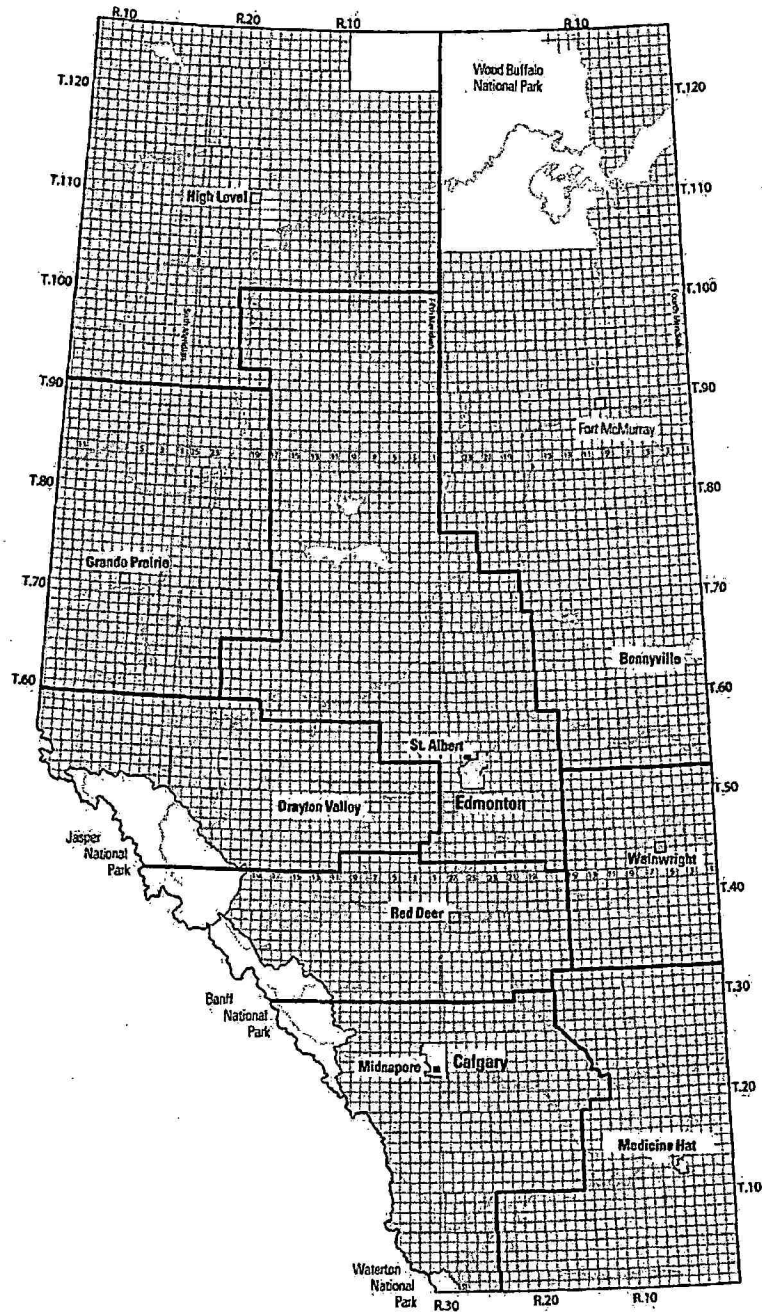 R.10
R.20
R.10
R.10
T.120
Wood Buffalo
National Park
T.120
T.110
High Level
T.110
T.100
T.100
T.90
T.90
Fort McMurray
T.80
T.80
Grande Prairie
T.70
T.70
Bonnyville
T.60
T.60
St. Albert
T.50
Drayton Valley
Edmonton
Jasper
National
Park
Wainwright
T.40
Red Deer
T.30
Banff
National
Park
Midnapore
Calgary
T.20
Medicine Hat
T.10
Waterton
National
Park
R.30
R.20
R.10